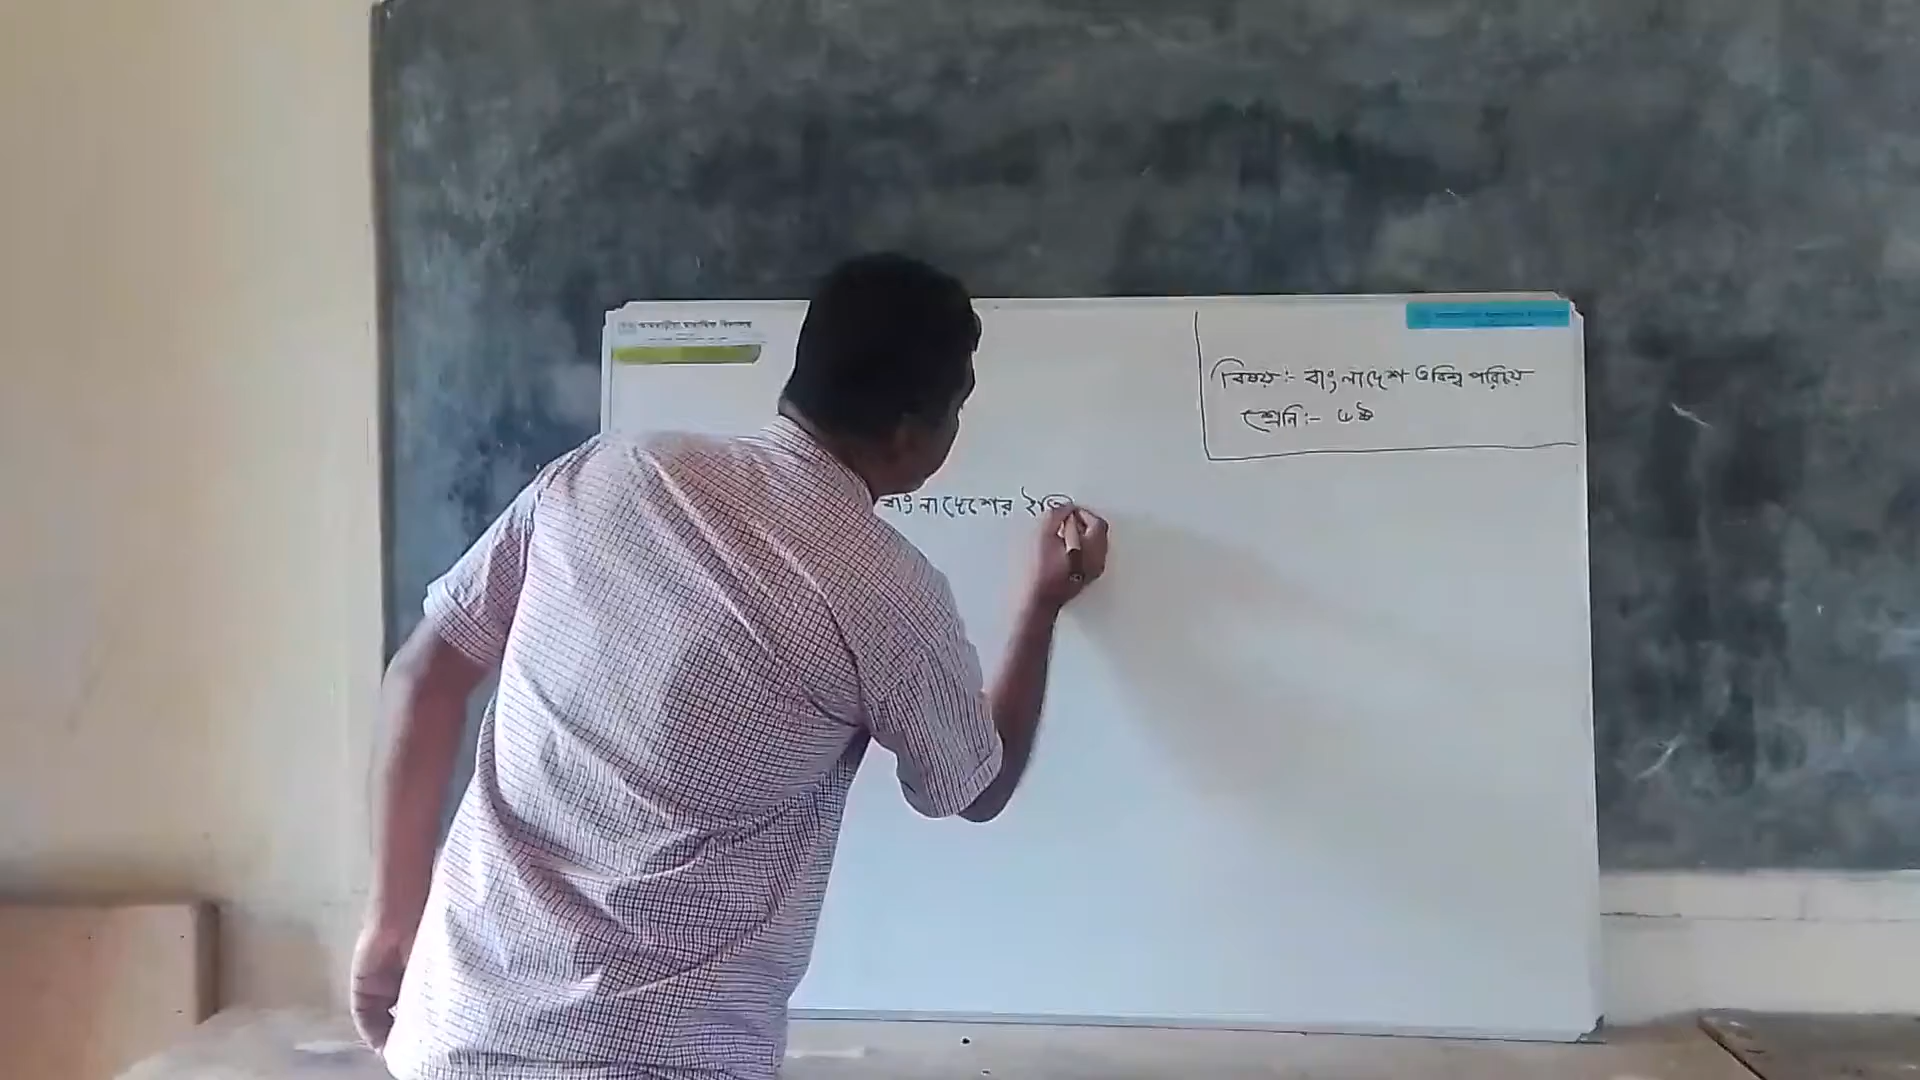 বিষয়:- বাংলাদেশ ও বিশ্ব পরিচয়
শ্রেনি:- ৬ষ্ঠ
বাংলাদেশের ইতি